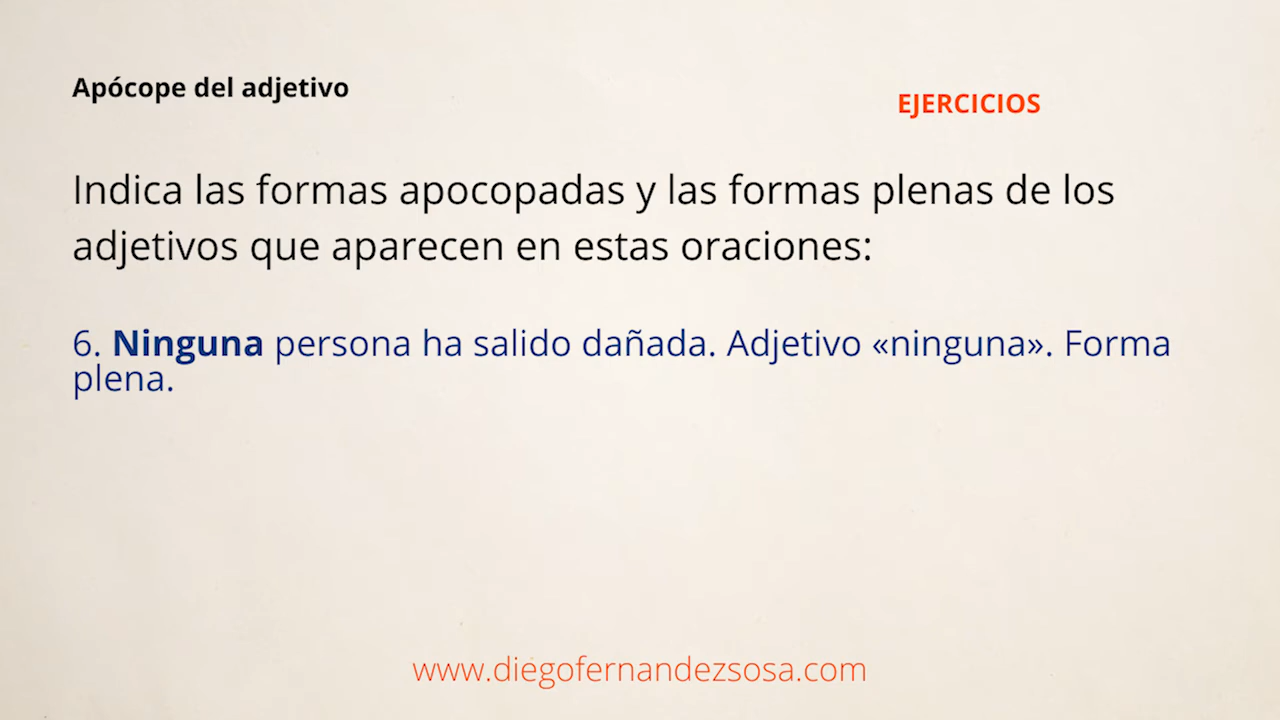 Apócope del adjetivo
EJERCICIOS
Indica las formas apocopadas y las formas plenas de los
adjetivos que aparecen en estas oraciones:
6. Ninguna persona ha salido dañada. Adjetivo «ninguna». Forma
plena.
www.diegofernandezsosa.com